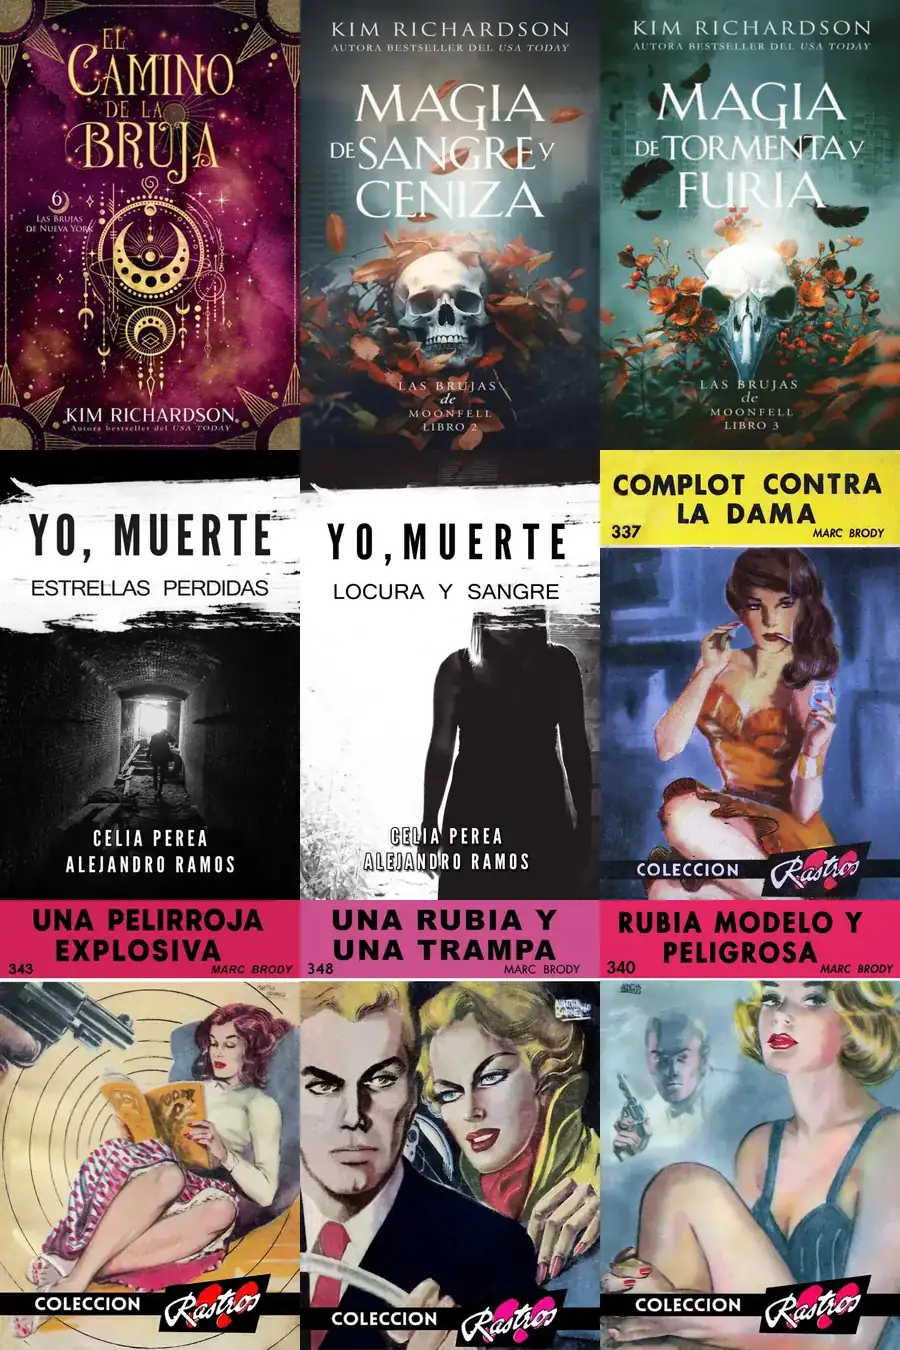 EL
CAMINO
DE LA
BRUJA
6
LAS BRUJAS
DE NUEVA YORK
KIM RICHARDSON
Autora bestseller del USA TODAY
KIM RICHARDSON
AUTORA BESTSELLER DEL USA TODAY
MAGIA
DE SANGRE Y
CENIZA
LAS BRUJAS
de
MOONFELL
LIBRO 2
KIM RICHARDSON
AUTORA BESTSELLER DEL USA TODAY
MAGIA
DE TORMENTA Y
FURIA
LAS BRUJAS
de
MOONFELL
LIBRO 3
YO, MUERTE
ESTRELLAS PERDIDAS
CELIA PEREA
ALEJANDRO RAMOS
YO, MUERTE
LOCURA Y SANGRE
CELIA PEREA
ALEJANDRO RAMOS
COMPLOT CONTRA
LA DAMA
337
MARC BRODY
COLECCION Rastros
UNA PELIRROJA
EXPLOSIVA
343
MARC BRODY
COLECCION Rastros
UNA RUBIA Y
UNA TRAMPA
348
MARC BRODY
COLECCION Rastros
RUBIA MODELO Y
PELIGROSA
340
MARC BRODY
COLECCION Rastros